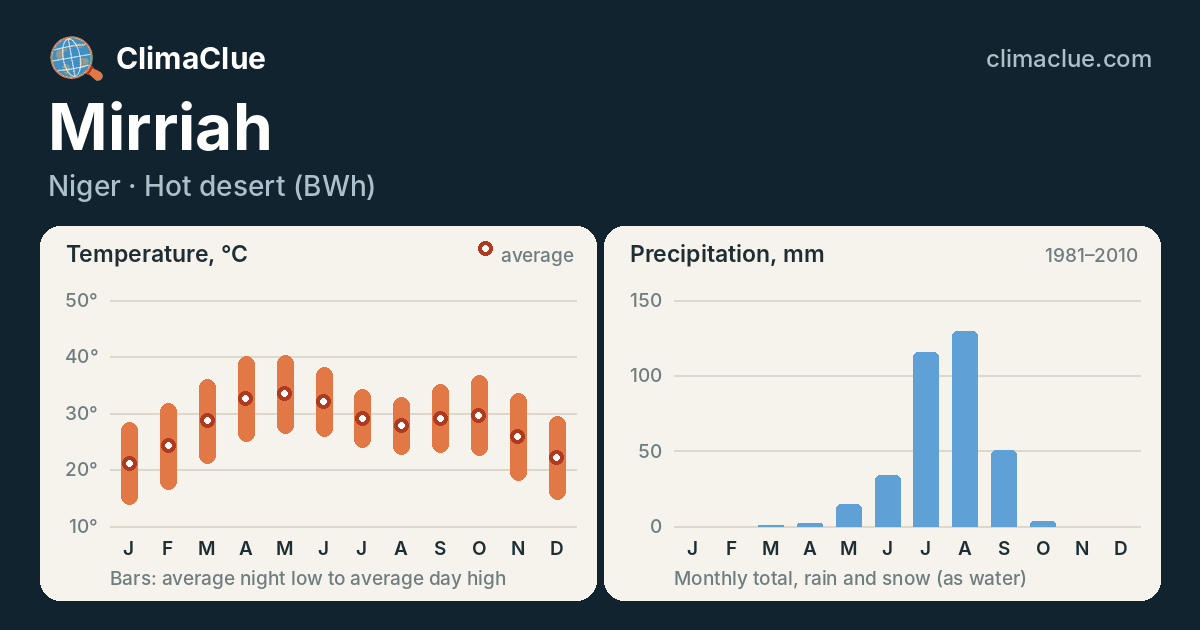 ClimaClue
climaclue.com
Mirriah
Niger · Hot desert (BWh)
Temperature, °C
average
50°
40°
30°
20°
10°
J F M A M J J A S O N D
Bars: average night low to average day high
Precipitation, mm
1981–2010
150
100
50
0
J F M A M J J A S O N D
Monthly total, rain and snow (as water)